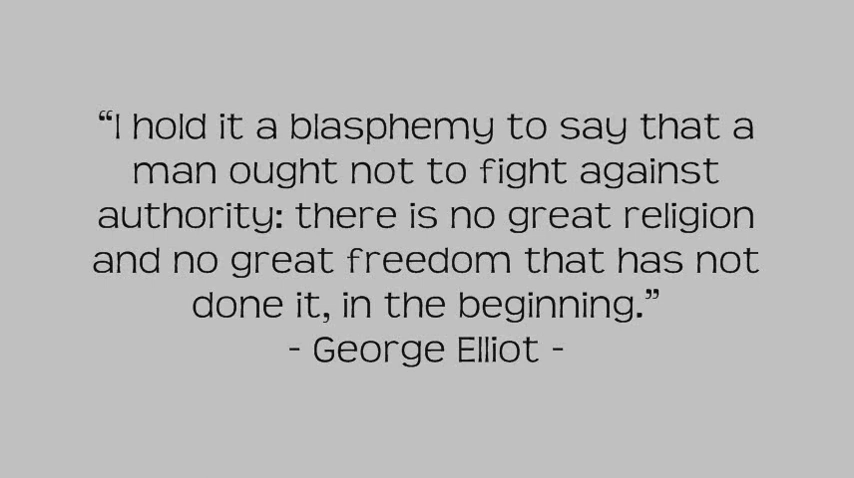 “I hold it a blasphemy to say that a
man ought not to fight against
authority: there is no great religion
and no great freedom that has not
done it, in the beginning.”
- George Elliot -